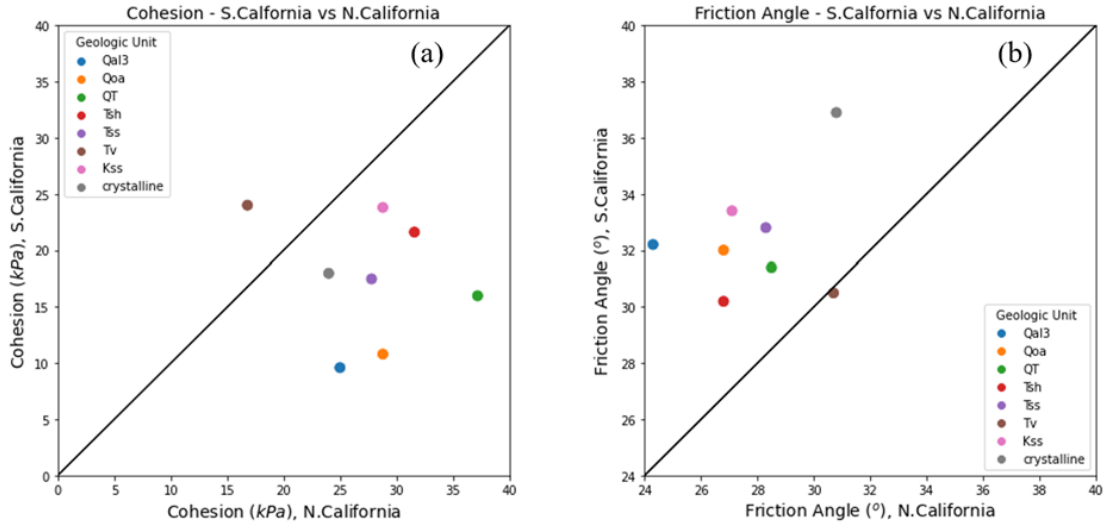 Cohesion - S.Calfornia vs N.California
(a)
Geologic Unit
Qal3
Qoa
QT
Tsh
Tss
Tv
Kss
crystalline
40
35
30
25
20
15
10
5
0
Cohesion (kPa), S.California
0 5 10 15 20 25 30 35 40
Cohesion (kPa), N.California
Friction Angle - S.Calfornia vs N.California
(b)
40
38
36
34
32
30
28
26
24
Friction Angle (°), S.California
Geologic Unit
Qal3
Qoa
QT
Tsh
Tss
Tv
Kss
crystalline
24 26 28 30 32 34 36 38 40
Friction Angle (°), N.California